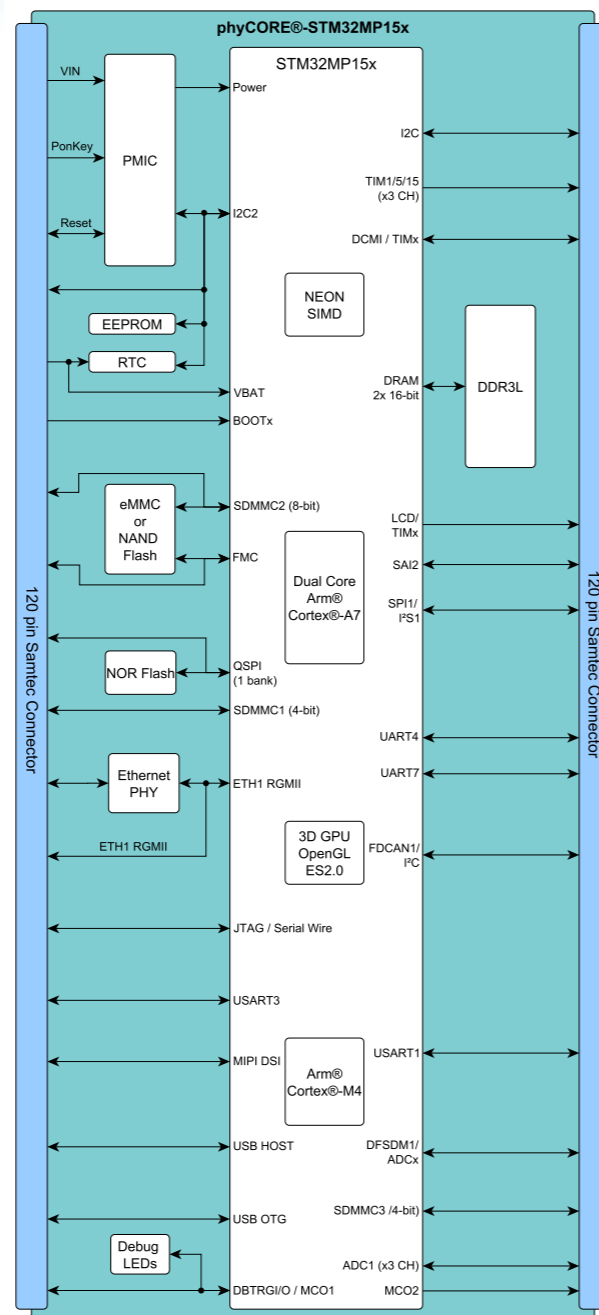 phyCORE®-STM32MP15x
STM32MP15x
VIN
PonKey
Reset
PMIC
Power
I2C2
EEPROM
RTC
VBAT
BOOTx
eMMC
or
NAND
Flash
SDMMC2 (8-bit)
FMC
NOR Flash
QSPI
(1 bank)
SDMMC1 (4-bit)
Ethernet
PHY
ETH1 RGMII
ETH1 RGMII
JTAG / Serial Wire
USART3
MIPI DSI
USB HOST
USB OTG
Debug
LEDs
DBTRGI/O / MCO1
NEON
SIMD
Dual Core
Arm®
Cortex®-A7
3D GPU
OpenGL
ES2.0
Arm®
Cortex®-M4
I2C
TIM1/5/15
(x3 CH)
DCMI / TIMx
DRAM
2x 16-bit
DDR3L
LCD/
TIMx
SAI2
SPI1/
I²S1
UART4
UART7
FDCAN1/
I²C
USART1
DFSDM1/
ADCx
SDMMC3 /4-bit)
ADC1 (x3 CH)
MCO2
120 pin Samtec Connector
120 pin Samtec Connector